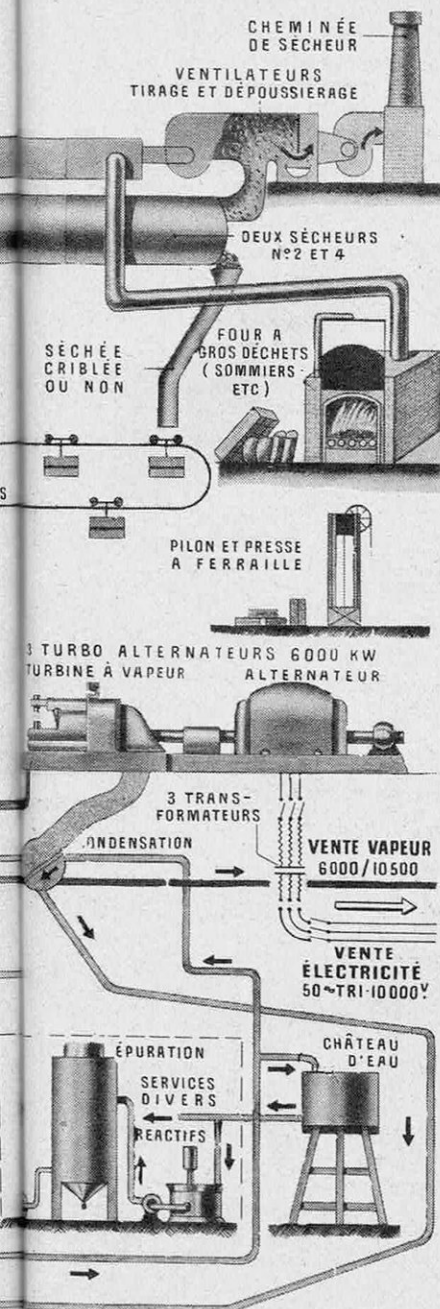 CHEMINÉE
DE SÉCHEUR
VENTILATEURS
TIRAGE ET DÉPOUSSIERAGE
DEUX SÉCHEURS
N°2 ET 4
SÉCHÉE
CRIBLÉE
OU NON
FOUR A
GROS DÉCHETS
(SOMMIERS
ETC)
S
PILON ET PRESSE
A FERRAILLE
3 TURBO ALTERNATEURS 6000 KW
TURBINE À VAPEUR
ALTERNATEUR
3 TRANS-
FORMATEURS
ONDENSATION
VENTE VAPEUR
6000/10500
VENTE
ÉLECTRICITÉ
50~TRI-10000V.
ÉPURATION
SERVICES
DIVERS
REACTIFS
CHÂTEAU
D'EAU